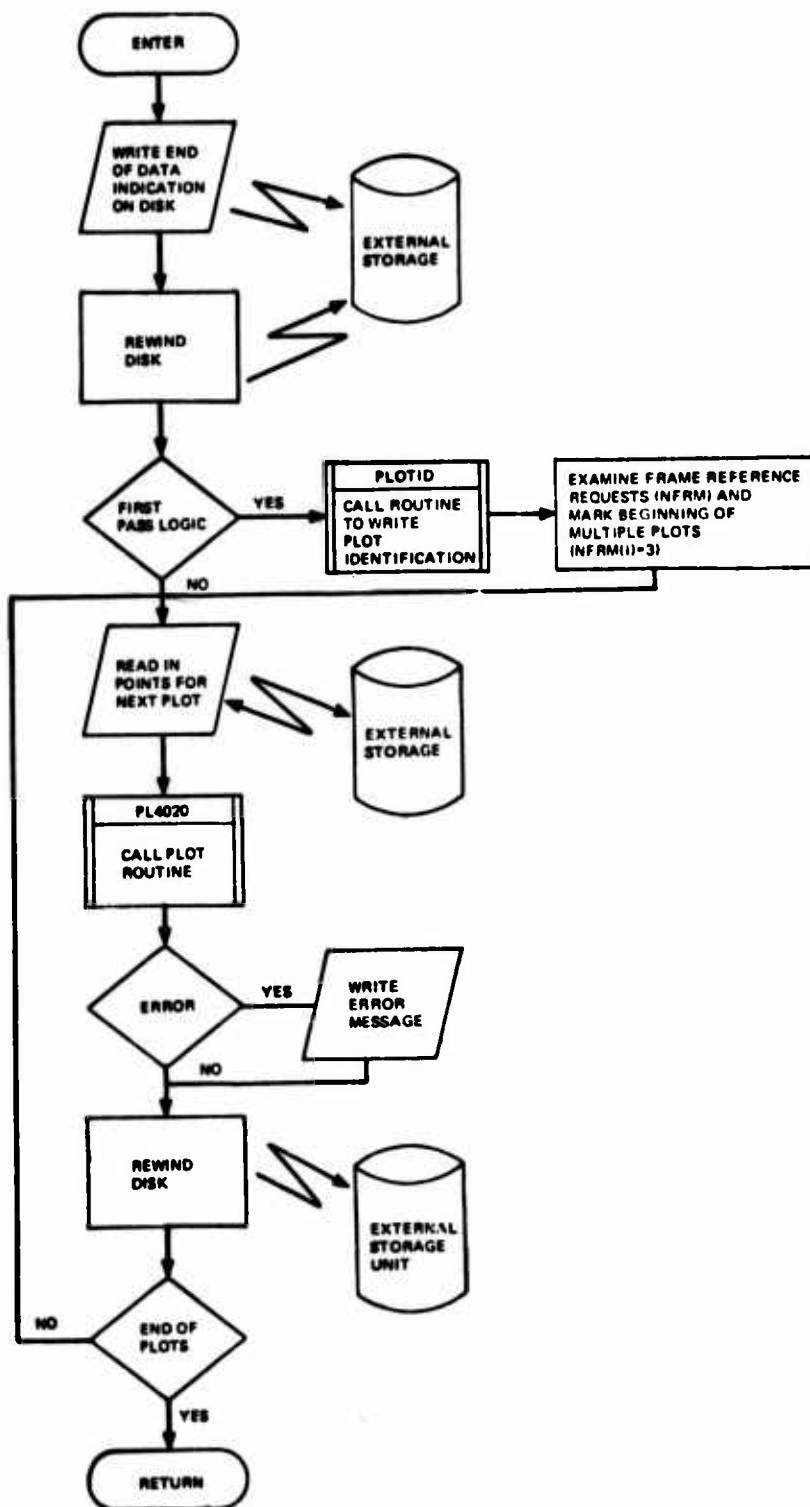 ENTER
WRITE END
OF DATA
INDICATION
ON DISK
EXTERNAL
STORAGE
REWIND
DISK
FIRST
PASS LOGIC
YES
PLOTID
CALL ROUTINE
TO WRITE
PLOT
IDENTIFICATION
EXAMINE FRAME REFERENCE
REQUESTS (NFRM) AND
MARK BEGINNING OF
MULTIPLE PLOTS
(NFRM(I)=3)
NO
READ IN
POINTS FOR
NEXT PLOT
EXTERNAL
STORAGE
PL4020
CALL PLOT
ROUTINE
ERROR
YES
WRITE
ERROR
MESSAGE
NO
REWIND
DISK
EXTERNAL
STORAGE
UNIT
NO
END OF
PLOTS
YES
RETURN